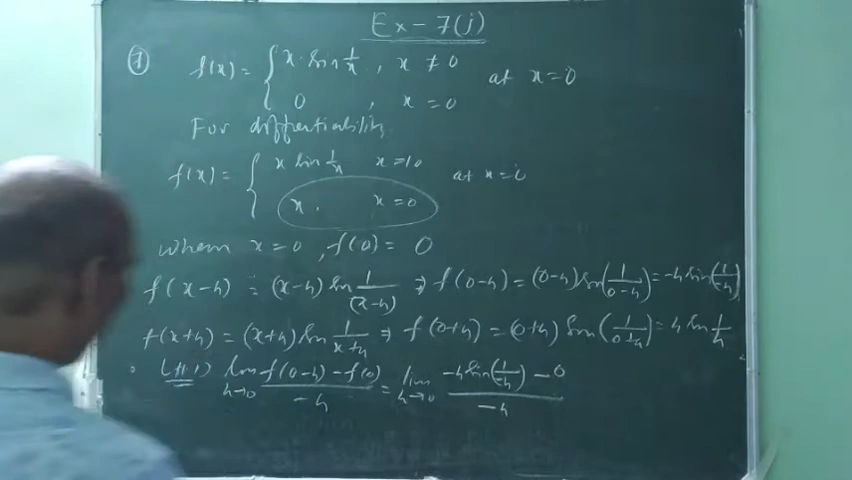 Ex - 7(j)
⑦ f(x) = { x · sin 1/x , x ≠ 0 at x = 0
0 , x = 0
For diffrentiability
f(x) = { x sin 1/x x ≠ 0 at x = 0
x . x = 0
When x = 0 , f(0) = 0
f(x-h) = (x-h) sin 1/(x-h) ⇒ f(0-h) = (0-h) sin(1/0-h) = -h sin(1/-h)
f(x+h) = (x+h) sin 1/x+h ⇒ f(0+h) = (0+h) Sin(1/0+h) = h sin 1/h
lim h→0 f(0-h) - f(0) / -h = lim h→0 -h sin(1/-h) - 0 / -h